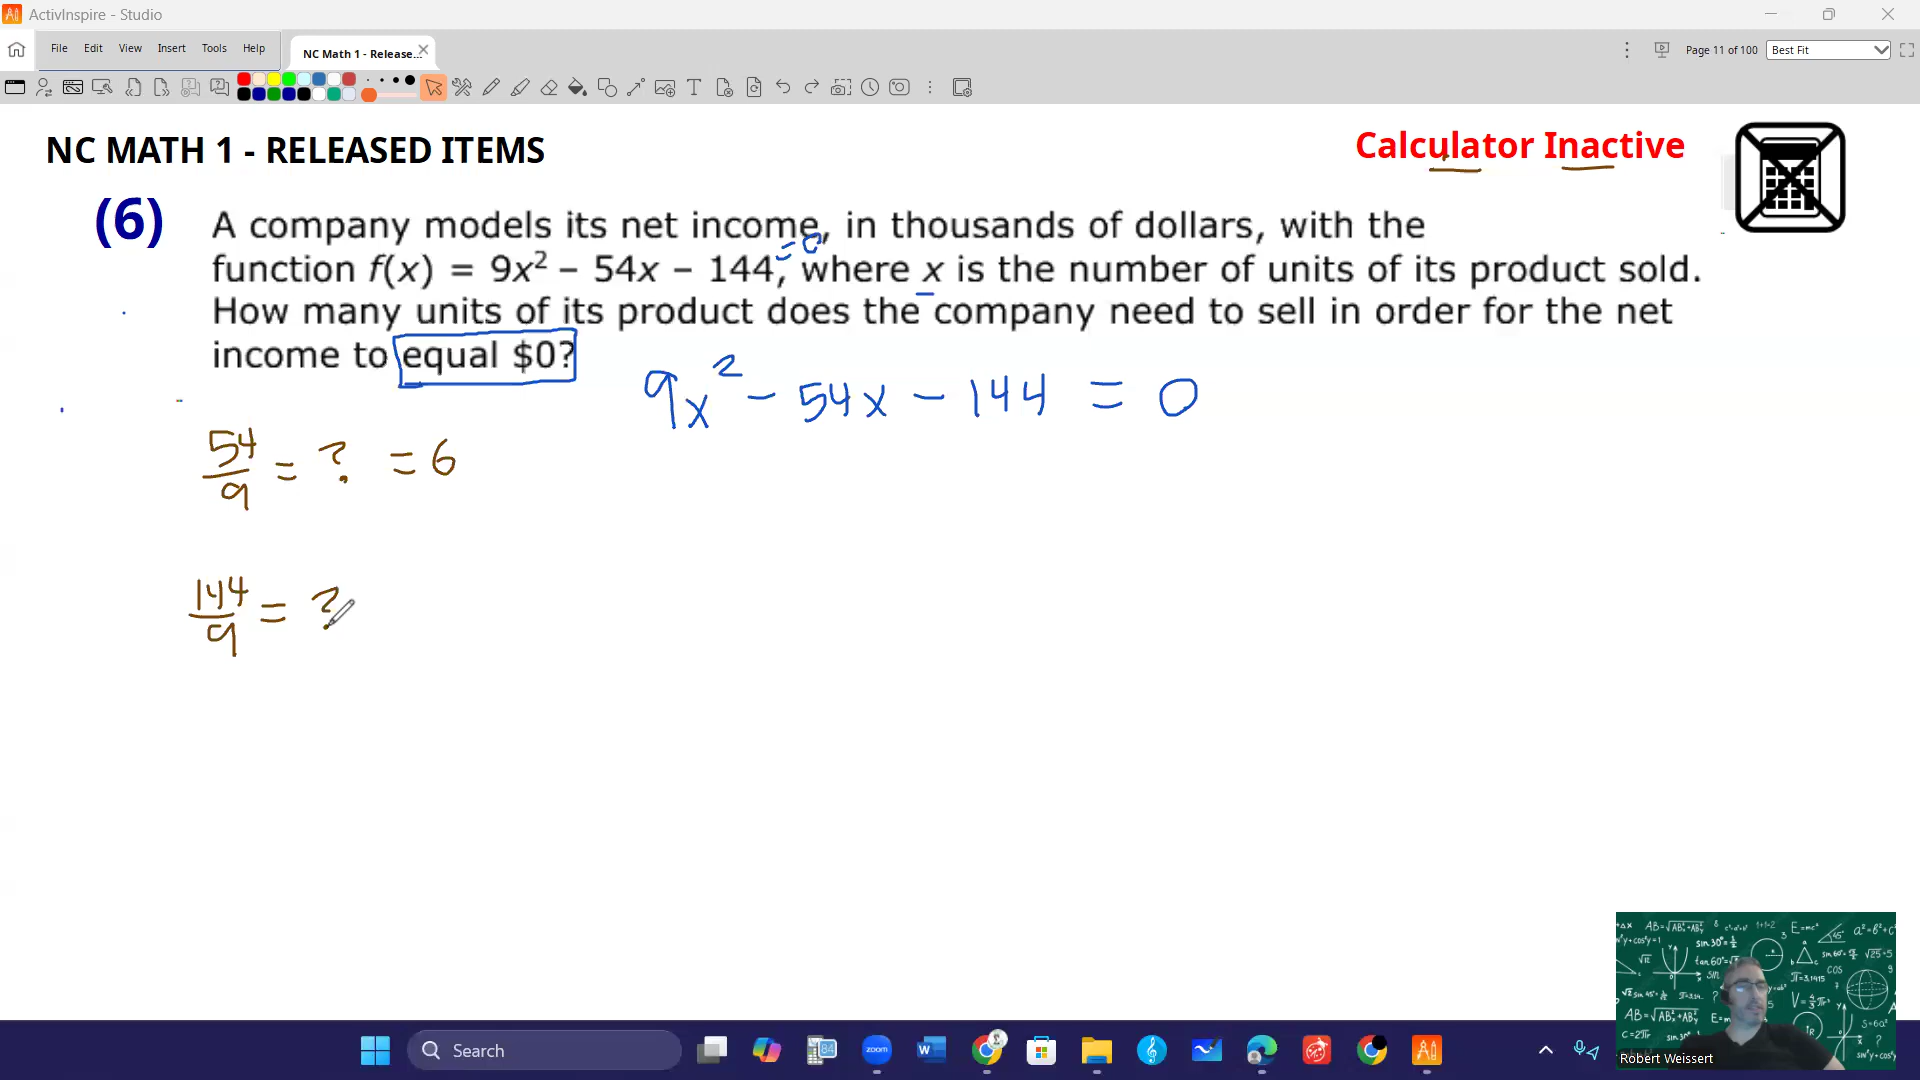 ActivInspire - Studio
File Edit View Insert Tools Help
NC Math 1 - Release...
Page 11 of 100
Best Fit
NC MATH 1 - RELEASED ITEMS
Calculator Inactive
(6)
A company models its net income, in thousands of dollars, with the
function f(x) = 9x² – 54x – 144, where x is the number of units of its product sold.
= 0
How many units of its product does the company need to sell in order for the net
income to equal $0?
9x² - 54x - 144 = 0
54/9 = ? = 6
144/9 = ?
Search
zoom
Robert Weissert